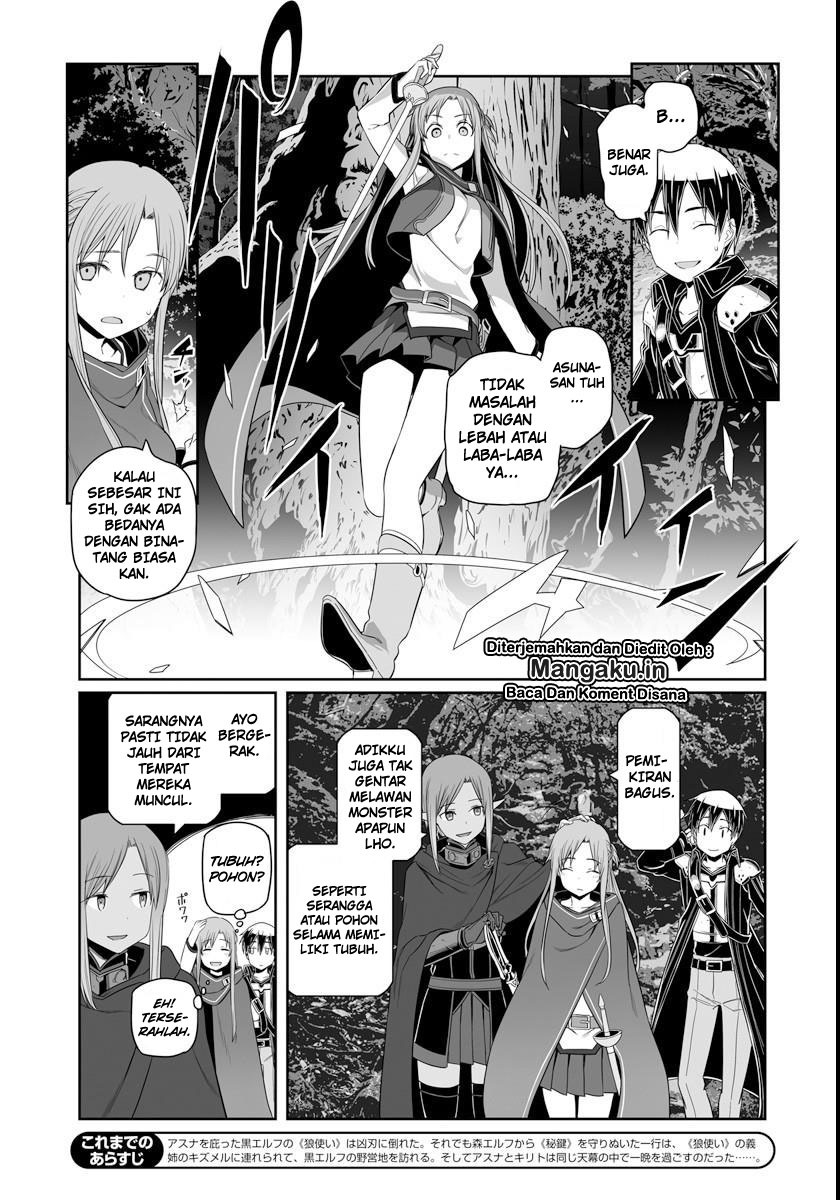 B...
BENAR
JUGA.
ASUNA-
SAN TUH
...
TIDAK
MASALAH
DENGAN
LEBAH ATAU
LABA-LABA
YA...
KALAU
SEBESAR INI
SIH, GAK ADA
BEDANYA
DENGAN BINA-
TANG BIASA
KAN.
Diterjemahkan dan Diedit Oleh :
Mangaku.in
Baca Dan Koment Disana
PEMI-
KIRAN
BAGUS.
ADIKKU
JUGA TAK
GENTAR
MELAWAN
MONSTER
APAPUN
LHO.
SEPERTI
SERANGGA
ATAU POHON
SELAMA MEMI-
LIKI TUBUH.
AYO
BERGE-
RAK.
SARANGNYA
PASTI TIDAK
JAUH DARI
TEMPAT
MEREKA
MUNCUL.
TUBUH?
POHON?
ポワワ
EH!
TERSE-
RAHLAH.
これまでの
あらすじ
アスナを庇った黒エルフの《狼使い》は凶刃に倒れた。それでも森エルフから《秘鍵》を守りぬいた一行は、《狼使い》の義
姉のキズメルに連れられて、黒エルフの野営地を訪れる。そしてアスナとキリトは同じ天幕の中で一晩を過ごすのだった……。